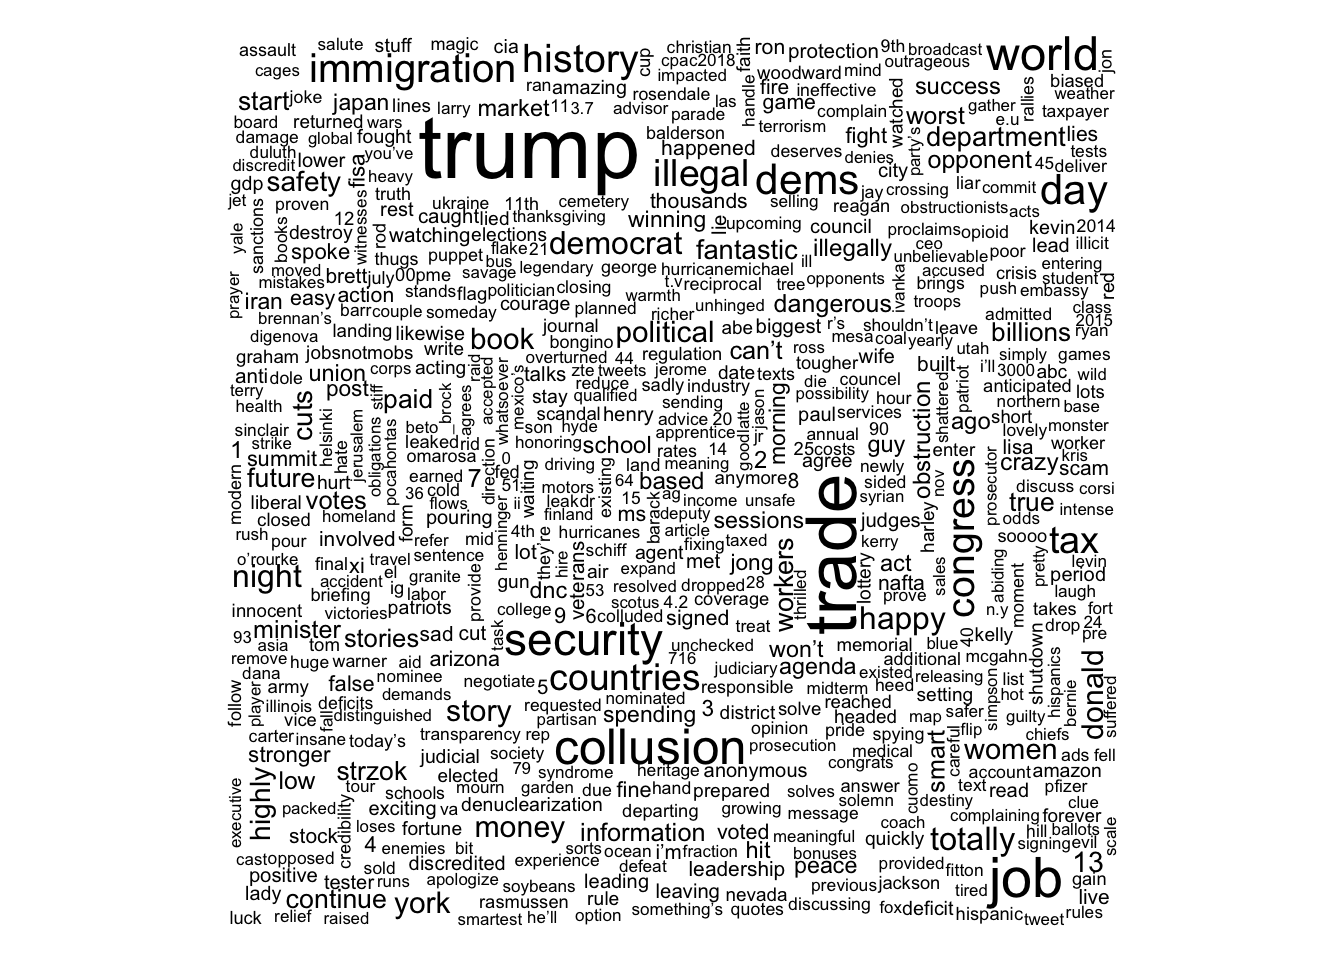 assault salute stuff magic cia history cup christian faith ron protection 9th broadcast world jon
cages immigration cpac2018 impacted woodward mind outrageous biased
ran amazing rosendale handle fire ineffective watched success weather
start joke japan lines larry market 11 3.7 advisor las game complain gather rallies taxpayer
board returned wars trump parade terrorism worst e.u
damage global fought balderson fight party's department lies
duluth you've happened deserves denies opponent 45 tests
discredit lower fisa illegal dems city deliver
gdp safety heavy jay crossing liar commit day
jet proven truth ukraine 11th cemetery thousands selling reagan obstructionists acts
yale sanctions books 12 witnesses rest caught lied thanksgiving winning lie upcoming council proclaims opioid kevin 2014
destroy rod watching elections democrat fantastic illegally ceo lead illicit
spoke thugs puppet bus flake 21 ill unbelievable poor entering
moved brett july 00pm e savage legendary george hurricane michael opponents ivanka accused crisis student red
prayer mistakes t.v reciprocal tree brings push embassy
iran easy action stands flag politician closing warmth unhinged dangerous troops class
brennan's barr couple someday courage planned richer admitted 2015
digenova landing likewise book journal political abe biggest r's shouldn't leave billions ryan
bongino mesa coal yearly
graham jobsnotmobs write overturned 44 regulation can't ross tougher wife utah simply games
anti dole union corps acting raid talks zte tweets jerome date texts built i'll 3000 abc wild
terry post stiff paid brock agrees accepted whatsoever mexico's reduce sadly industry die councel patriot anticipated lots
health cuts stay qualified sending possibility hour shattered northern base
sinclair helsinki beto _ scandal henry advice 20 jason morning paul services obstruction ago short lovely monster
strike hate jerusalem leaked rid son hyde apprentice jr annual 90 guy lisa worker
1 summit obligations pocahontas omarosa honoring school rates 14 goodlatte 2 25 costs enter kris
modern future hurt earned 7 direction 0 fed driving land meaning agree newly congress prosecutor crazy scam
liberal votes 36 cold 51 waiting motors existing 64 based anymore 8 trade sided nov discuss corsi
closed homeland form flows ii leak dr 15 ag income unsafe syrian true intense
rush pour involved pouring 4th finland hurricanes ms barack deputy sessions judges harley odds
o'rourke refer mid henninger they're article fixing taxed kerry sooooo tax
final xi travel sentence lot hire schiff agent met jong workers lottery act abiding pretty levin
night accident el granite provide gun veterans air expand nafta sales period
briefing ig labor dnc 53 resolved dropped 28 thrilled prove moment laugh
innocent victories patriots college 9 6 scotus 4.2 coverage happy n.y takes fort
93 minister task colluded signed treat drop 24
asia tom stories sad cut security unchecked won't memorial blue 40 kelly pre
remove huge warner aid arizona 716 judiciary agenda additional mcgahn shutdown hispanics donald
dana nominee negotiate 5 countries responsible existed releasing list
follow player army false demands midterm heed setting simpson hot bernie suffered
illinois deficits story requested nominated reached
vice fall distinguished partisan spending 3 district solve headed map safer guilty
carter insane today's transparency rep collusion opinion pride spying careful flip chiefs
stronger judicial society prosecution medical smart women ads fell
strzok elected 79 syndrome heritage anonymous congrats account amazon
executive highly low tour schools mourn garden due fine hand prepared solves answer cuomo text read pfizer
packed credibility exciting va denuclearization departing growing message solemn destiny clue
stock loses fortune money information voted meaningful coach complaining forever scale
4 enemies bit sorts ocean i'm fraction hit quickly totally hill ballots
cast opposed sold discredited experience defeat bonuses signing evil
positive tester runs apologize soybeans leading leadership peace provided fitton job 13
lady continue york rasmussen rule leaving nevada previous jackson tired gain live
luck relief raised smartest he'll option something's quotes discussing fox deficit hispanic tweet rules